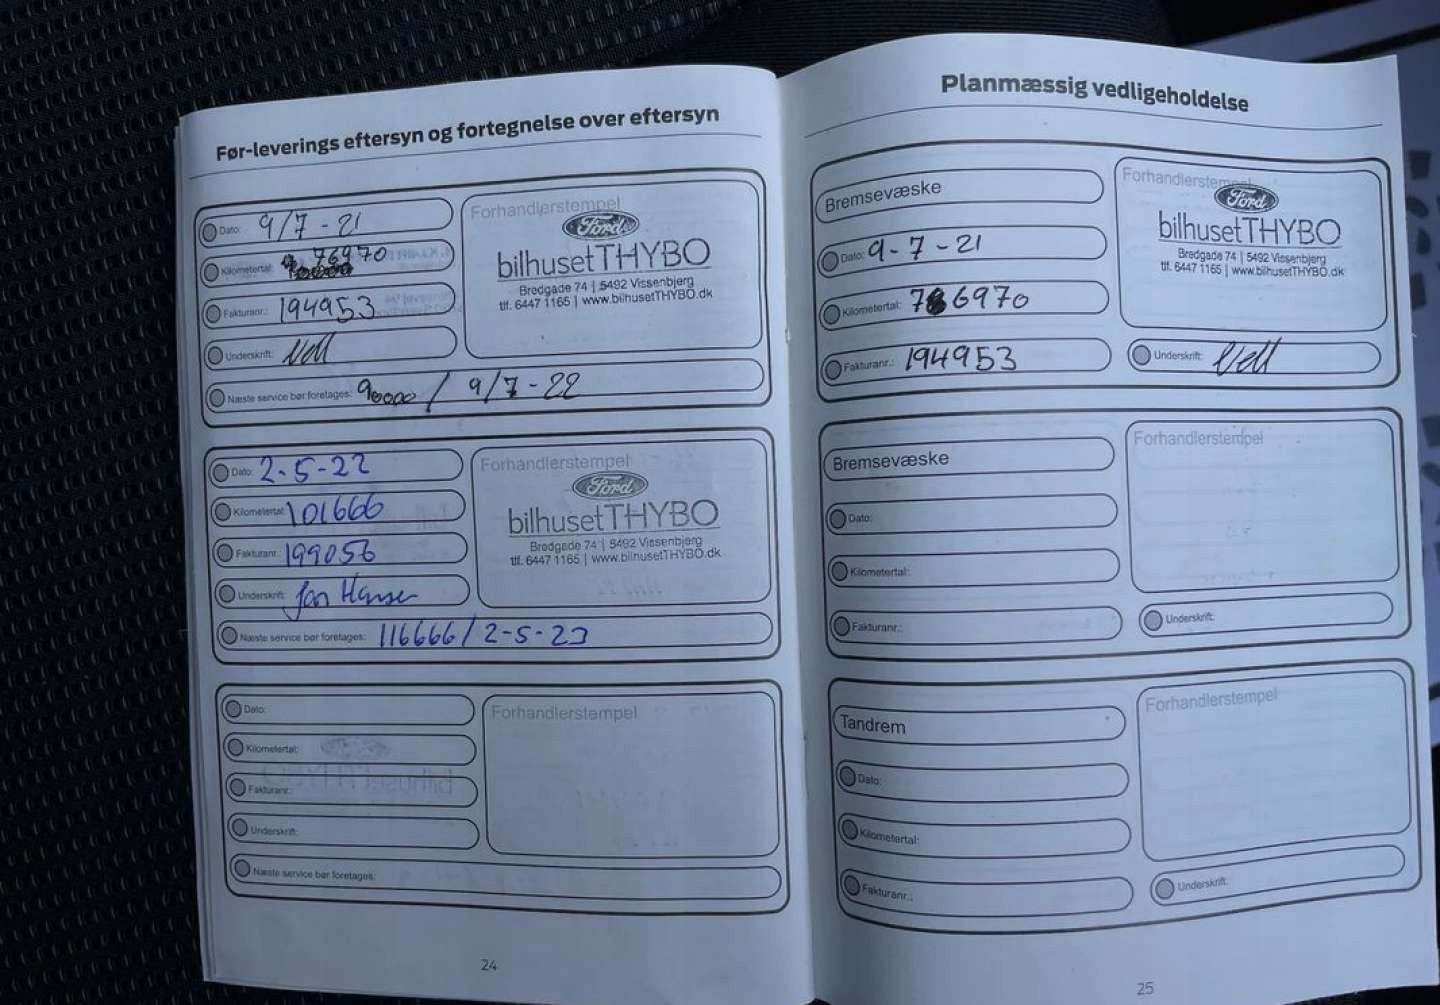 Før-leverings eftersyn og fortegnelse over eftersyn
Dato: 9/7 - 21
Kilometertal: 76970
Fakturanr.: 194953
Underskrift:
Næste service bør foretages: 90000 / 9/7 - 22
Forhandlerstempel
Ford
bilhusetTHYBO
Bredgade 74 | 5492 Vissenbjerg
tlf. 6447 1165 | www.bilhusetTHYBO.dk
Dato: 2-5-22
Kilometertal: 101666
Fakturanr.: 199056
Underskrift: Jan Hansen
Næste service bør foretages: 116666 / 2-5-23
Forhandlerstempel
Ford
bilhusetTHYBO
Bredgade 74 | 5492 Vissenbjerg
tlf. 6447 1165 | www.bilhusetTHYBO.dk
Dato:
Kilometertal:
Fakturanr.:
Underskrift:
Næste service bør foretages:
Forhandlerstempel
24
Planmæssig vedligeholdelse
Bremsevæske
Dato: 9-7-21
Kilometertal: 76970
Fakturanr.: 194953
Forhandlerstempel
Ford
bilhusetTHYBO
Bredgade 74 | 5492 Vissenbjerg
tlf. 6447 1165 | www.bilhusetTHYBO.dk
Underskrift:
Bremsevæske
Dato:
Kilometertal:
Fakturanr.:
Forhandlerstempel
Underskrift:
Tandrem
Dato:
Kilometertal:
Fakturanr.:
Forhandlerstempel
Underskrift:
25